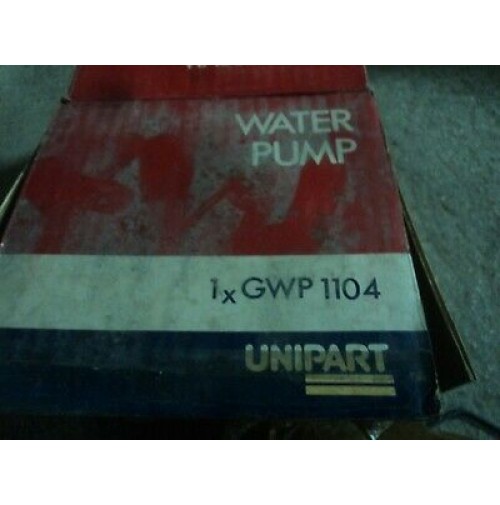 WATER
PUMP
1x GWP 1104
UNIPART